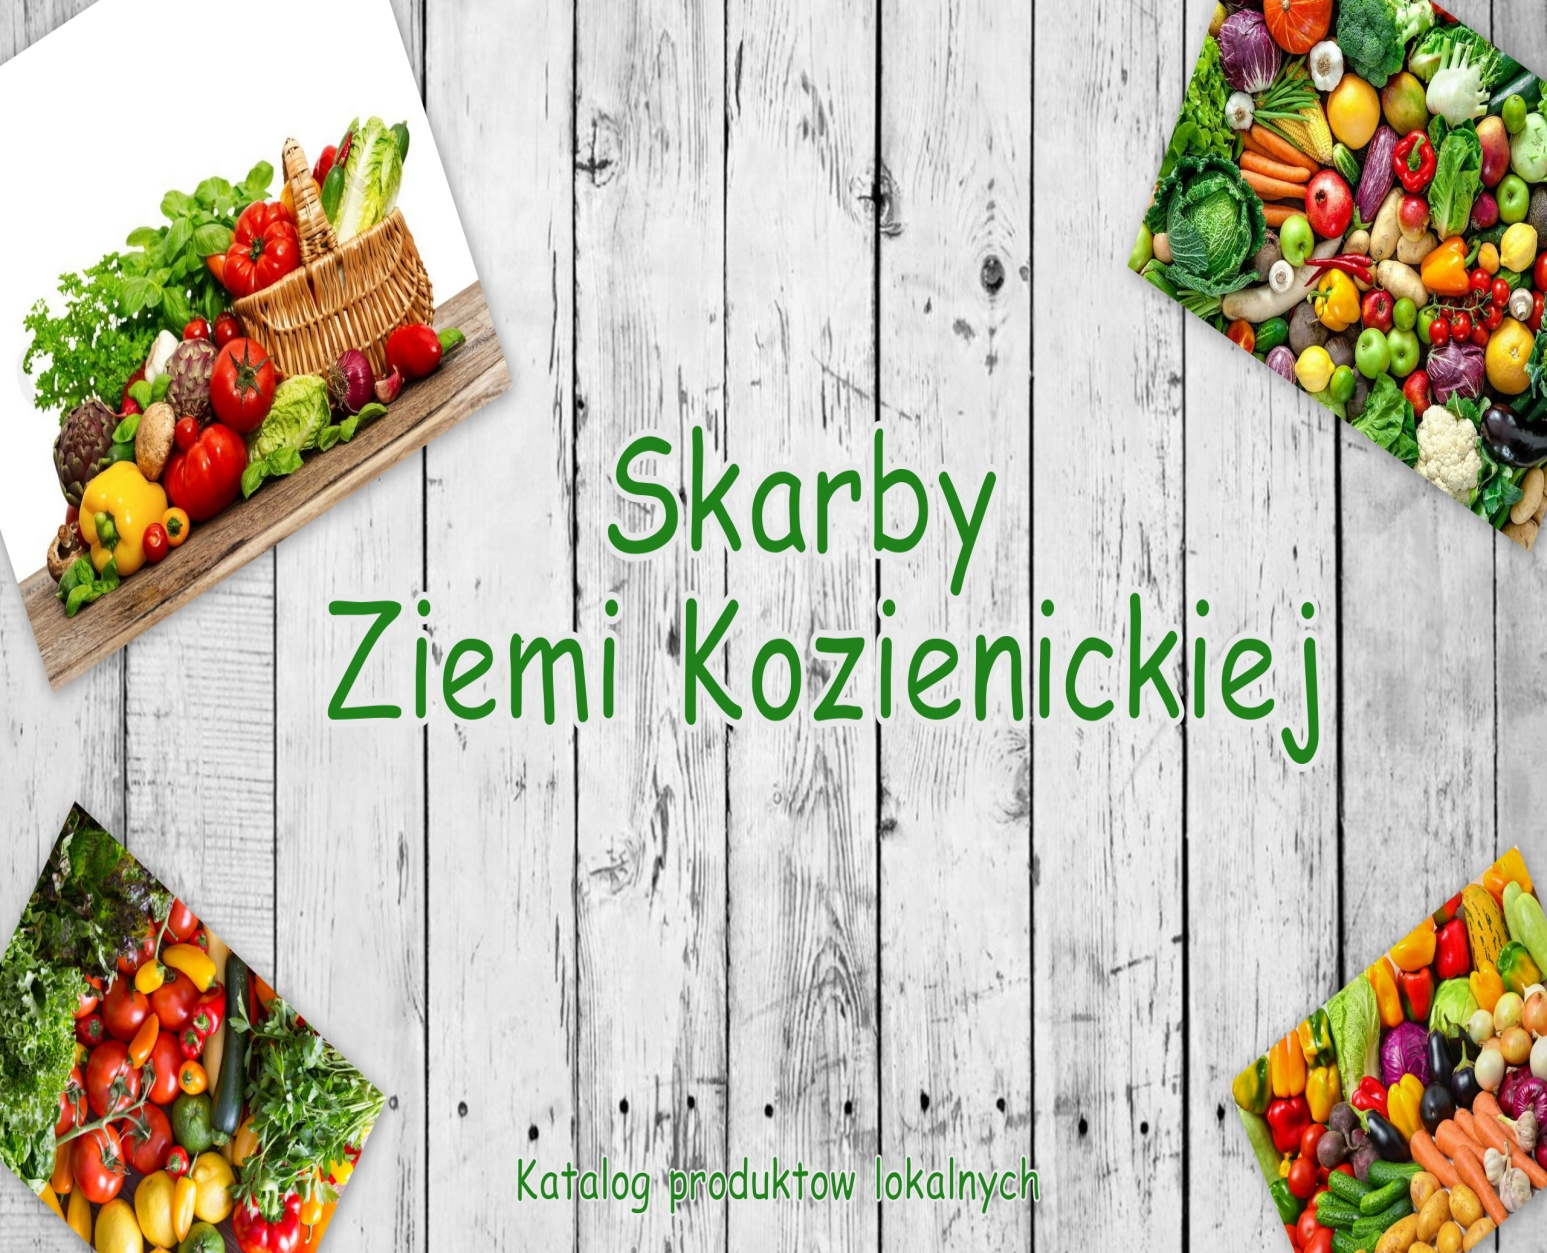 Skarby
Ziemi Kozienickiej
Katalog produktow lokalnych